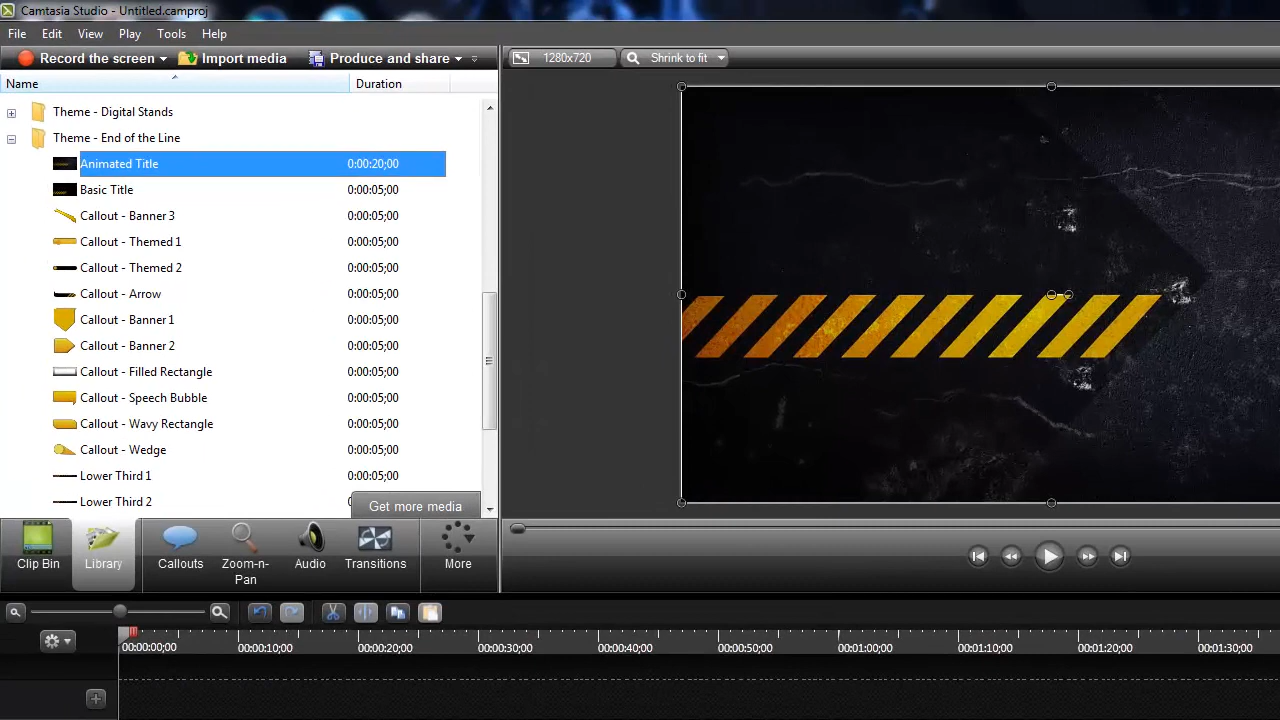 Camtasia Studio - Untitled.camproj
File Edit View Play Tools Help
Record the screen Import media Produce and share 1280x720 Shrink to fit
Name Duration
Theme - Digital Stands
Theme - End of the Line
Animated Title 0:00:20;00
Basic Title 0:00:05;00
Callout - Banner 3 0:00:05;00
Callout - Themed 1 0:00:05;00
Callout - Themed 2 0:00:05;00
Callout - Arrow 0:00:05;00
Callout - Banner 1 0:00:05;00
Callout - Banner 2 0:00:05;00
Callout - Filled Rectangle 0:00:05;00
Callout - Speech Bubble 0:00:05;00
Callout - Wavy Rectangle 0:00:05;00
Callout - Wedge 0:00:05;00
Lower Third 1 0:00:05;00
Lower Third 2
Get more media
Clip Bin Library Callouts Zoom-n-Pan Audio Transitions More
00:00:00;00 00:00:10;00 00:00:20;00 00:00:30;00 00:00:40;00 00:00:50;00 00:01:00;00 00:01:10;00 00:01:20;00 00:01:30;00